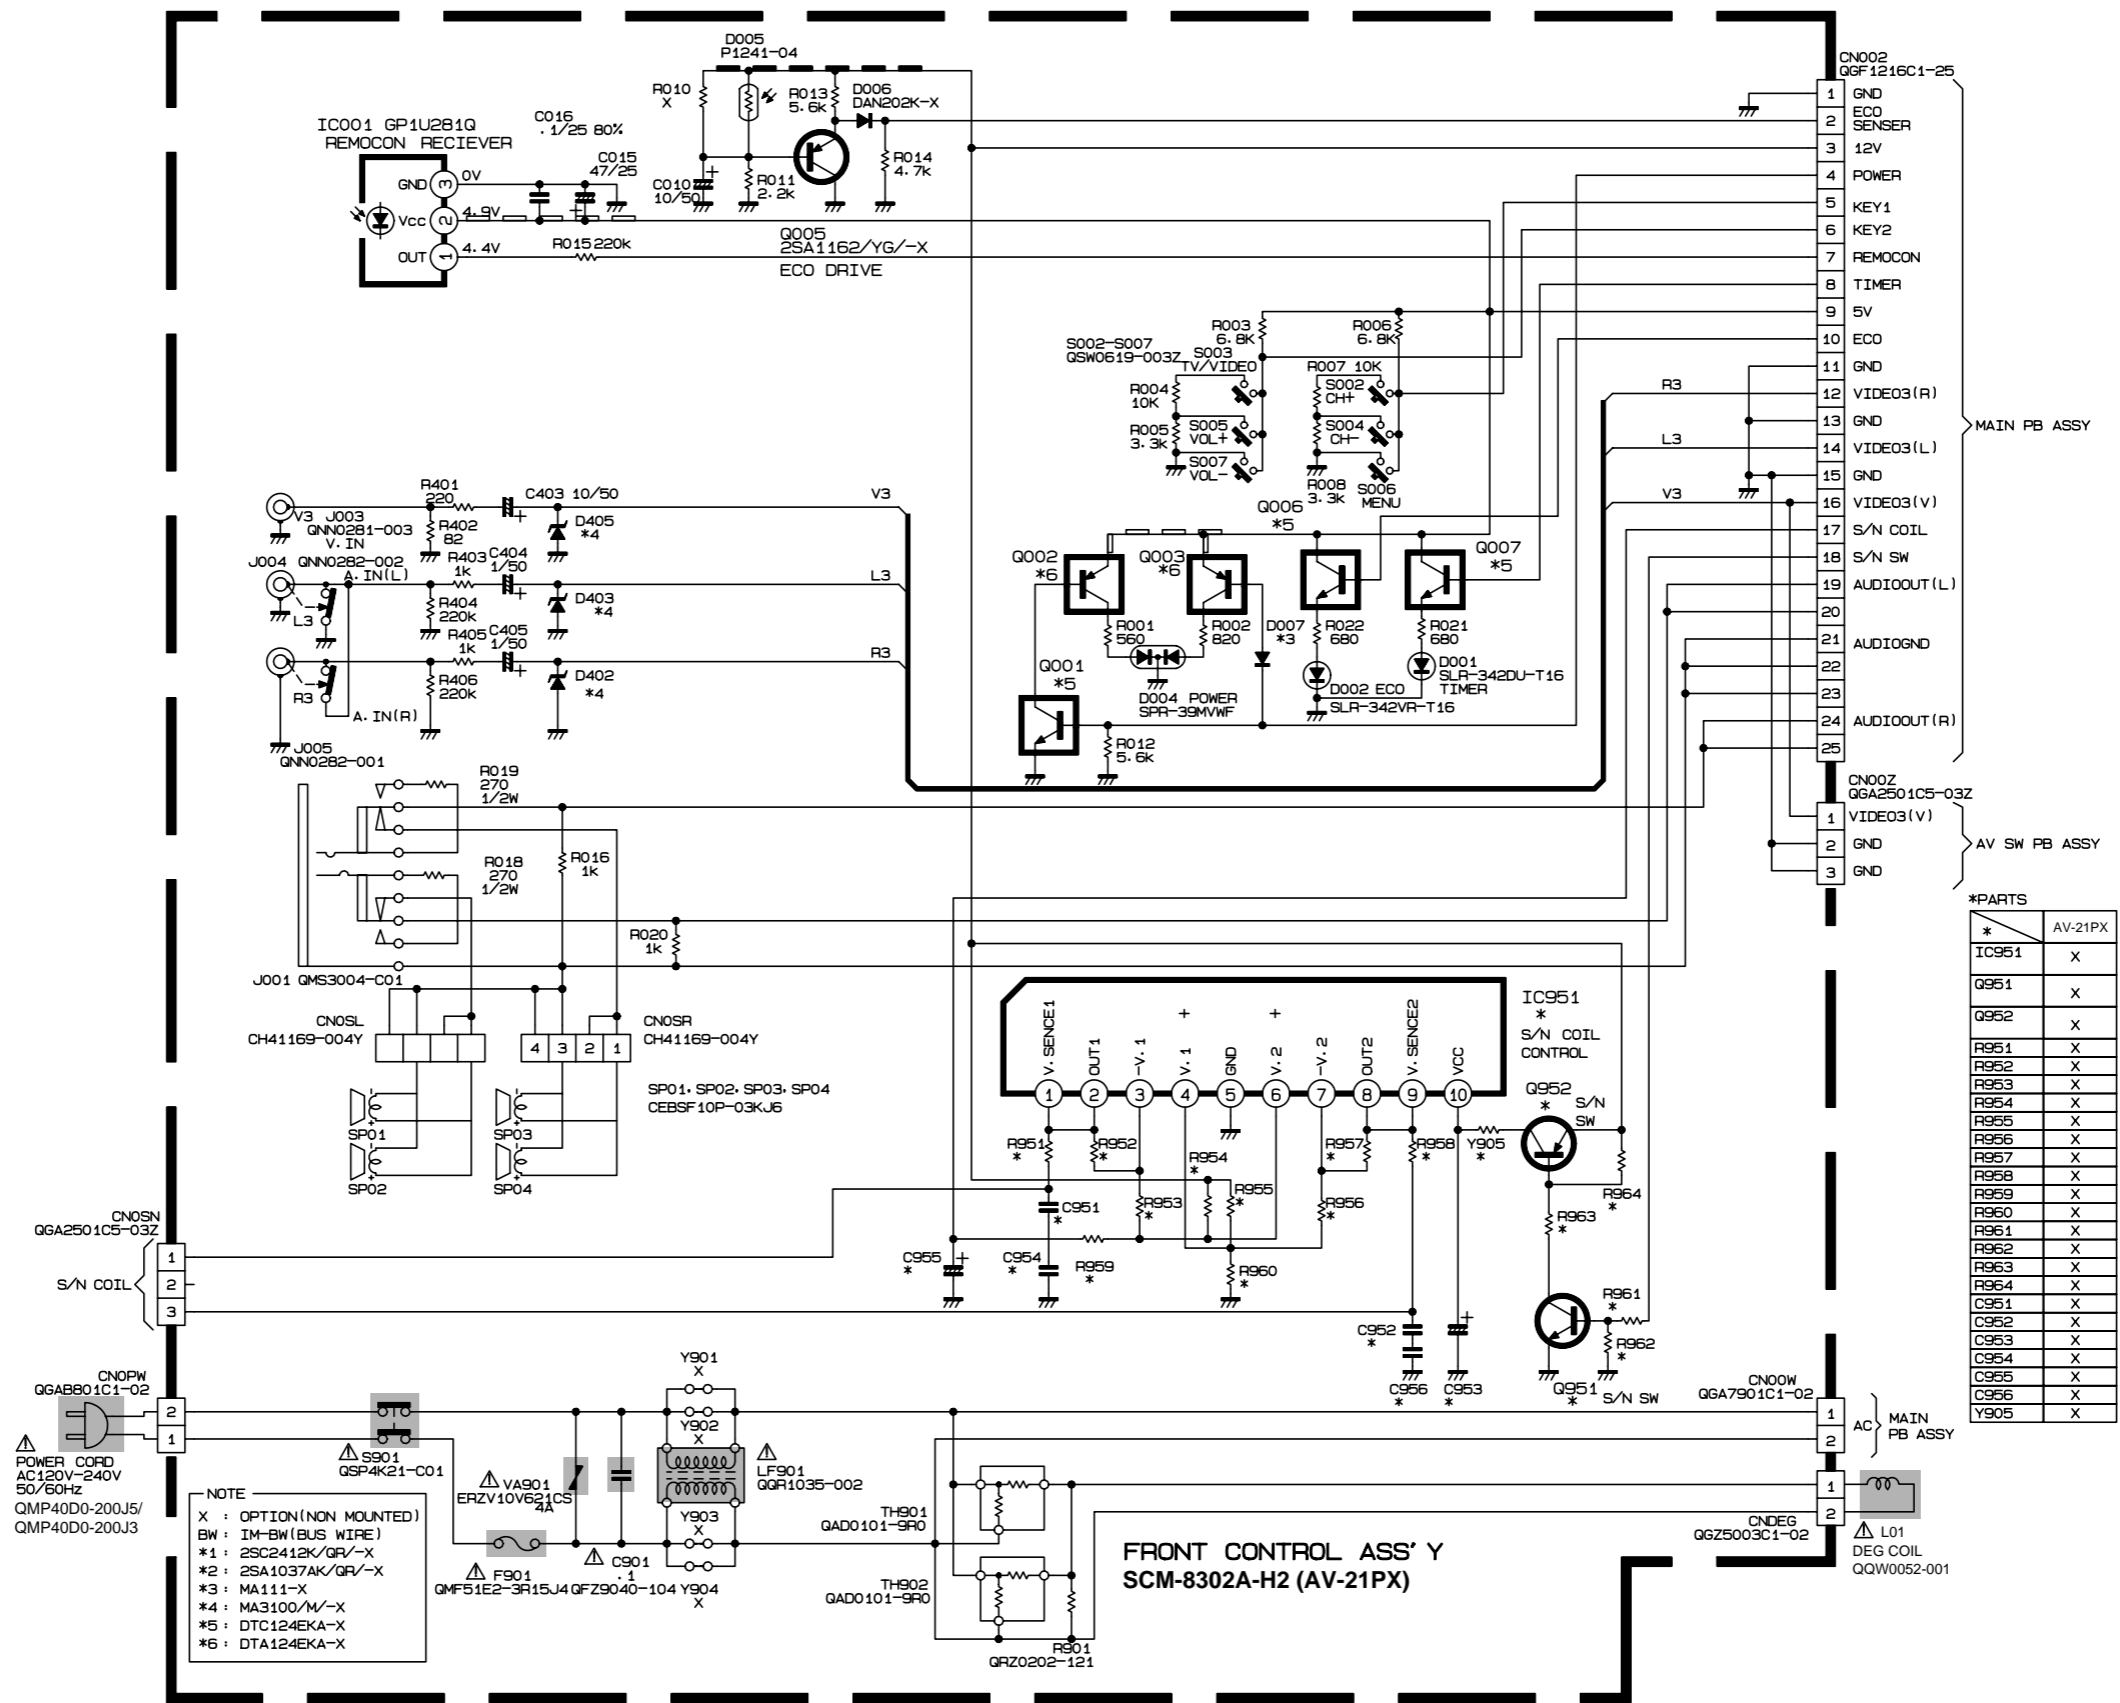 D005
P1241-04
R010
X
R013
5.6k
D006
DAN202K-X
C016
.1/25 80%
IC001 GP1U281Q
REMOCON RECIEVER
C015
47/25
GND 3 0V
Vcc 2 4.9V
OUT 1 4.4V
C010
10/50
+
R011
2.2k
R014
4.7k
R015 220k
Q005
2SA1162/YG/-X
ECO DRIVE
CN002
QGF1216C1-25
1 GND
2 ECO SENSER
3 12V
4 POWER
5 KEY1
6 KEY2
7 REMOCON
8 TIMER
9 5V
10 ECO
11 GND
12 VIDEO3(R)
13 GND
14 VIDEO3(L)
15 GND
16 VIDEO3(V)
17 S/N COIL
18 S/N SW
19 AUDIOOUT(L)
20
21 AUDIOGND
22
23
24 AUDIOOUT(R)
25
MAIN PB ASSY
R3
L3
V3
S002-S007
QSW0619-003Z
R003
6.8K
R006
6.8K
S003
TV/VIDEO
R004
10K
R005
3.3k
S005
VOL+
S007
VOL-
R007 10K
S002
CH+
S004
CH-
R008
3.3k
S006
MENU
V3
J003
QNN0281-003
V.IN
R401
220
R402
82
C403 10/50
+
D405
*4
V3
J004
QNN0282-002
A.IN(L)
L3
R403
1k
C404
1/50
+
R404
220k
D403
*4
L3
R405
1k
C405
1/50
+
R406
220k
D402
*4
R3
R3
A.IN(R)
J005
QNN0282-001
Q002
*6
Q003
*6
Q006
*5
Q007
*5
R001
560
R002
820
D007
*3
R022
680
R021
680
Q001
*5
D004 POWER
SPR-39MVWF
D002 ECO
SLR-342VR-T16
D001
SLR-342DU-T16
TIMER
R012
5.6k
R019
270
1/2W
R018
270
1/2W
R016
1k
R020
1k
J001 QMS3004-C01
CN0SL
CH41169-004Y
4 3 2 1
CN0SR
CH41169-004Y
SP01
SP02
SP03
SP04
SP01.SP02.SP03.SP04
CEBSF10P-03KJ6
CN00Z
QGA2501C5-03Z
1 VIDEO3(V)
2 GND
3 GND
AV SW PB ASSY
*PARTS
* AV-21PX
IC951 X
Q951 X
Q952 X
R951 X
R952 X
R953 X
R954 X
R955 X
R956 X
R957 X
R958 X
R959 X
R960 X
R961 X
R962 X
R963 X
R964 X
C951 X
C952 X
C953 X
C954 X
C955 X
C956 X
Y905 X
IC951
*
S/N COIL
CONTROL
V.SENCE1
OUT1
-V.1
V.1 +
GND
V.2 +
-V.2
OUT2
V.SENCE2
VCC
1 2 3 4 5 6 7 8 9 10
R951
*
R952
*
R954
*
R957
*
R958
*
Y905
*
Q952
*
S/N
SW
R953
*
R955
*
R956
*
R964
*
R963
*
C951
*
C955
*
+
C954
*
R959
*
R960
*
C952
*
C956
*
C953
*
+
R961
*
R962
*
Q951
*
S/N SW
CN0SN
QGA2501C5-03Z
S/N COIL
1
2
3
CN0PW
QGAB801C1-02
2
1
⚠
POWER CORD
AC120V-240V
50/60Hz
QMP40D0-200J5/
QMP40D0-200J3
⚠ S901
QSP4K21-C01
⚠ VA901
ERZV10V621CS
4A
⚠ F901
QMF51E2-3R15J4
⚠ C901
.1
QFZ9040-104
Y901
X
Y902
X
Y903
X
Y904
X
⚠
LF901
QQR1035-002
TH901
QAD0101-9R0
TH902
QAD0101-9R0
R901
QRZ0202-121
CN00W
QGA7901C1-02
1
2
AC
MAIN
PB ASSY
1
2
CNDEG
QGZ5003C1-02
⚠ L01
DEG COIL
QQW0052-001
NOTE
X : OPTION(NON MOUNTED)
BW : IM-BW(BUS WIRE)
*1 : 2SC2412K/QR/-X
*2 : 2SA1037AK/QR/-X
*3 : MA111-X
*4 : MA3100/M/-X
*5 : DTC124EKA-X
*6 : DTA124EKA-X
FRONT CONTROL ASS'Y
SCM-8302A-H2 (AV-21PX)